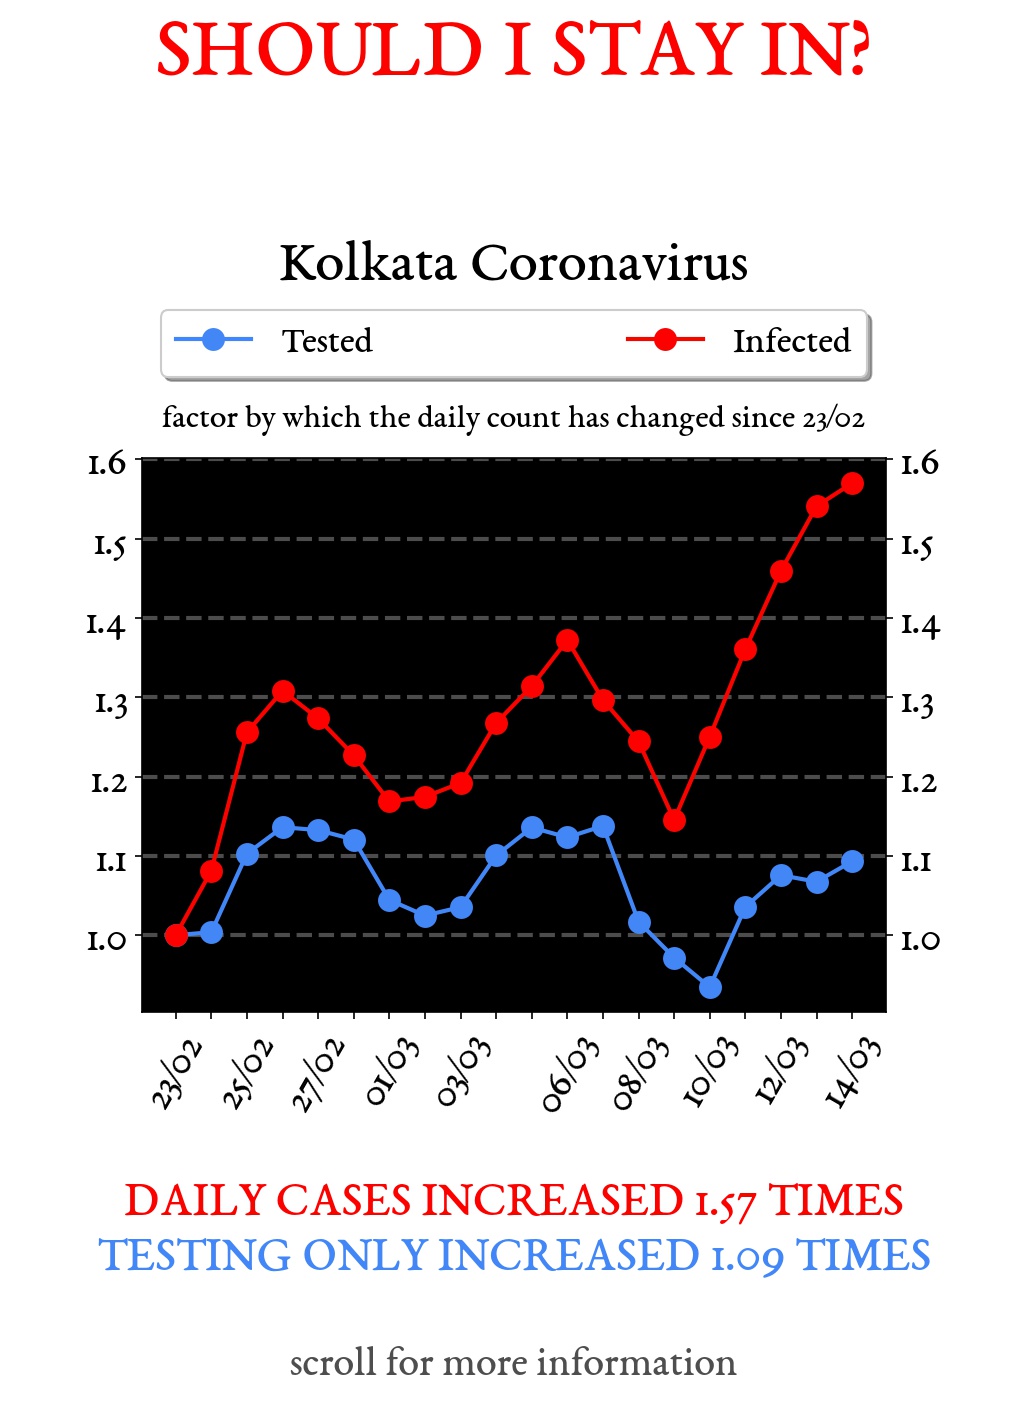 SHOULD I STAY IN?
Kolkata Coronavirus
Tested Infected
factor by which the daily count has changed since 23/02
1.6 1.6
1.5 1.5
1.4 1.4
1.3 1.3
1.2 1.2
1.1 1.1
1.0 1.0
23/02 25/02 27/02 01/03 03/03 06/03 08/03 10/03 12/03 14/03
DAILY CASES INCREASED 1.57 TIMES
TESTING ONLY INCREASED 1.09 TIMES
scroll for more information